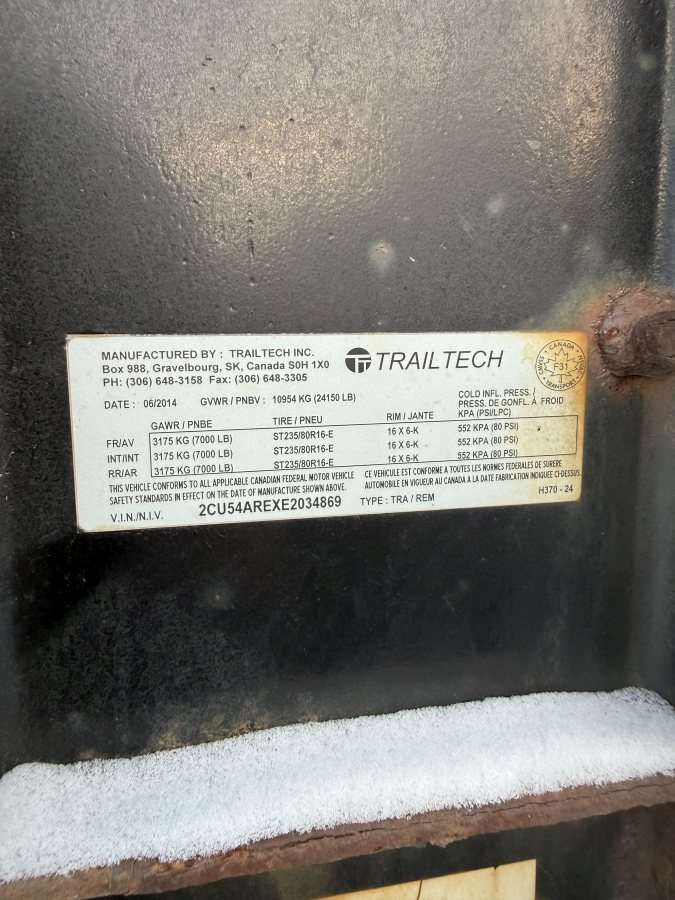 MANUFACTURED BY : TRAILTECH INC.
Box 988, Gravelbourg, SK, Canada S0H 1X0
PH: (306) 648-3158 Fax: (306) 648-3305
TRAILTECH
CANADA
F31
TRANSPORT
DATE : 06/2014 GVWR / PNBV : 10954 KG (24150 LB)
COLD INFL. PRESS./
PRESS. DE GONFL. À FROID
GAWR / PNBE TIRE / PNEU RIM / JANTE KPA (PSI/LPC)
FR/AV 3175 KG (7000 LB) ST235/80R16-E 16 X 6-K 552 KPA (80 PSI)
INT/INT 3175 KG (7000 LB) ST235/80R16-E 16 X 6-K 552 KPA (80 PSI)
RR/AR 3175 KG (7000 LB) ST235/80R16-E 16 X 6-K 552 KPA (80 PSI)
THIS VEHICLE CONFORMS TO ALL APPLICABLE CANADIAN FEDERAL MOTOR VEHICLE
SAFETY STANDARDS IN EFFECT ON THE DATE OF MANUFACTURE SHOWN ABOVE.
CE VEHICULE EST CONFORME A TOUTES LES NORMES FEDERALES DE SURERE
AUTOMOBILE EN VIGUEUR AU CANADA A LA DATE FABRICATION INDIQUEE CI-DESSUS.
V.I.N./N.I.V. 2CU54AREXE2034869 TYPE : TRA / REM H370 - 24